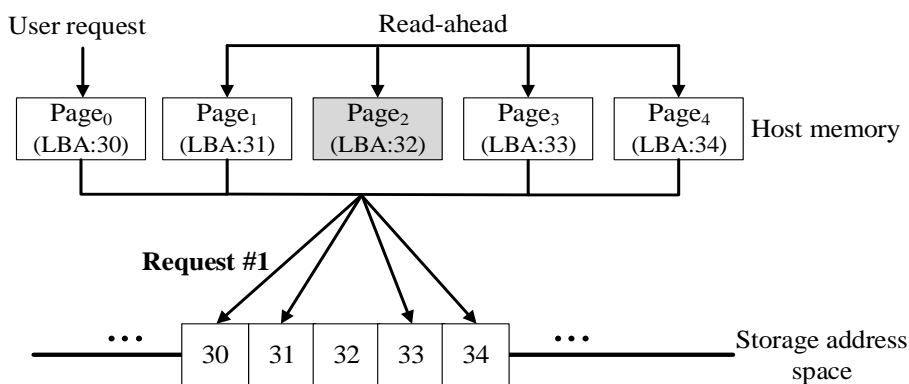 User request
Read-ahead
Page₀
(LBA:30)
Page₁
(LBA:31)
Page₂
(LBA:32)
Page₃
(LBA:33)
Page₄
(LBA:34)
Host memory
Request #1
...
30
31
32
33
34
...
Storage address
space